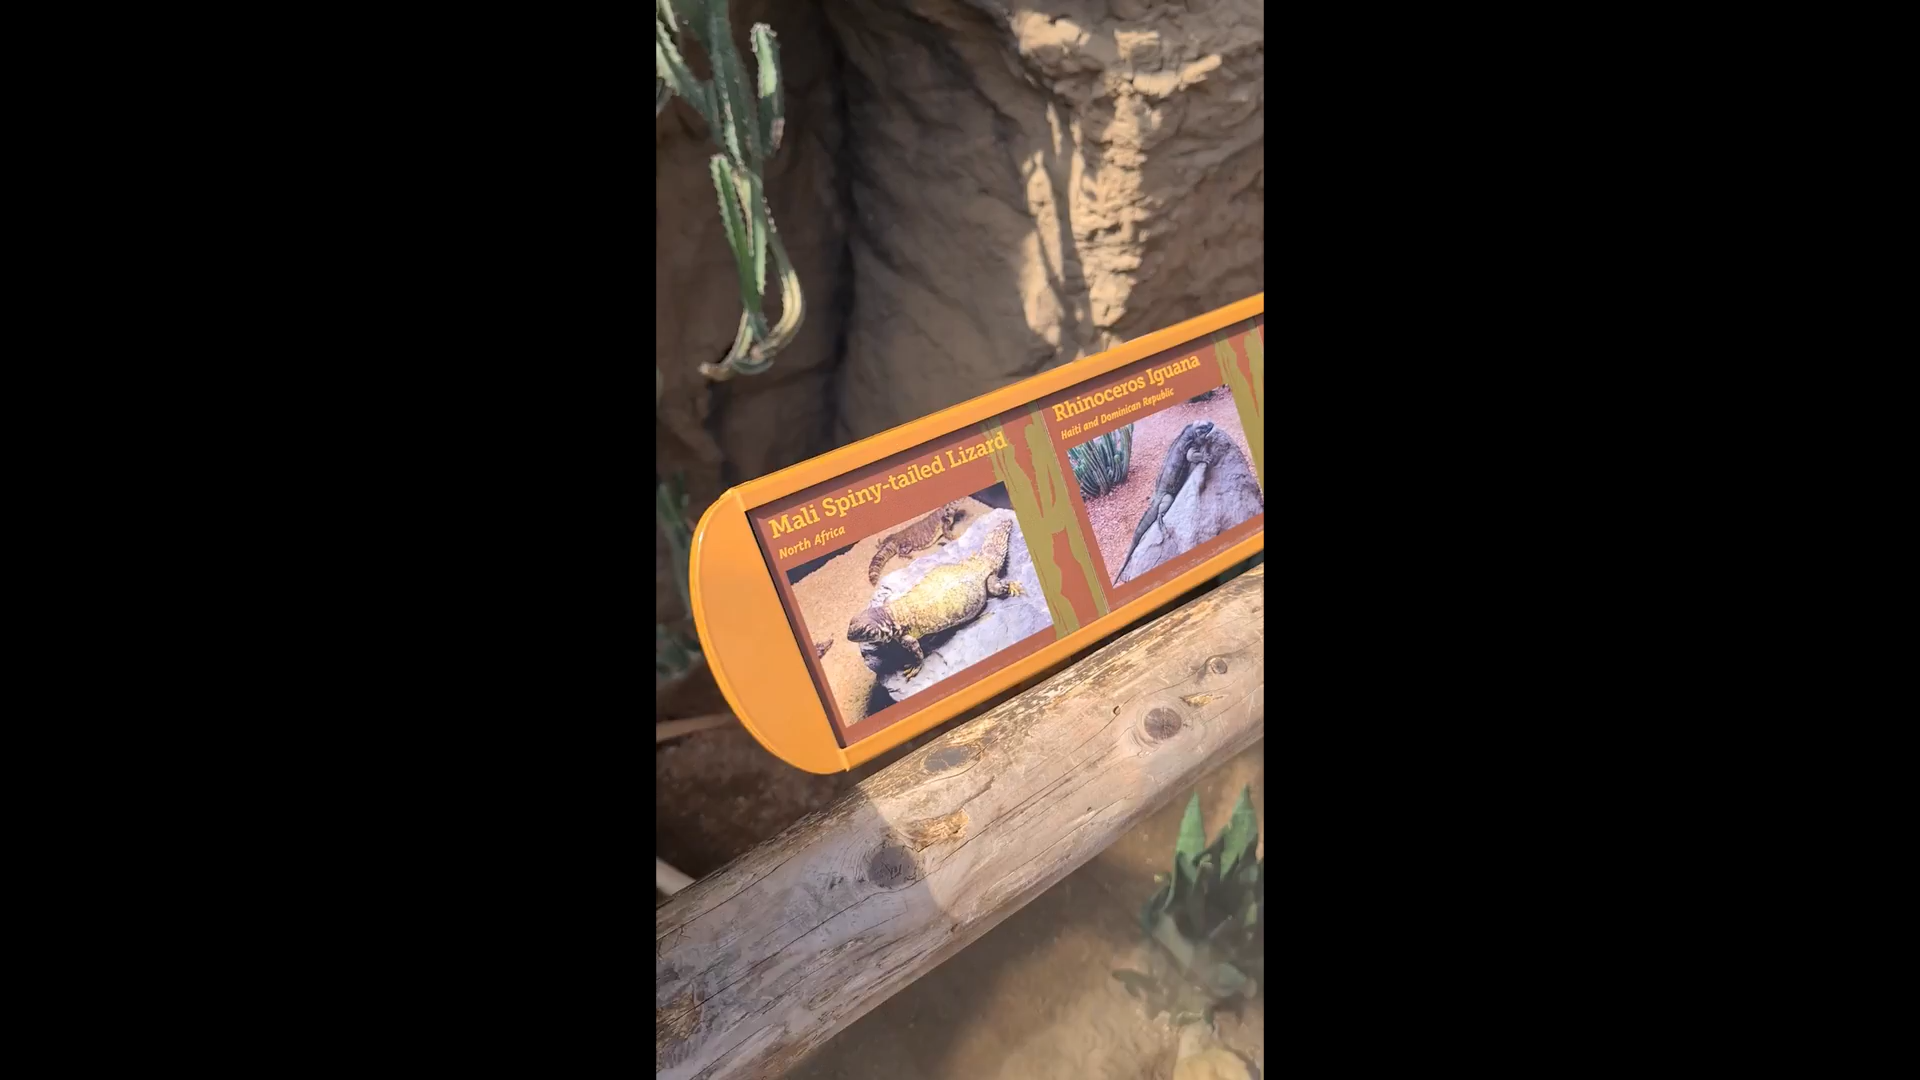 Mali Spiny-tailed Lizard
North Africa
Rhinoceros Iguana
Haiti and Dominican Republic